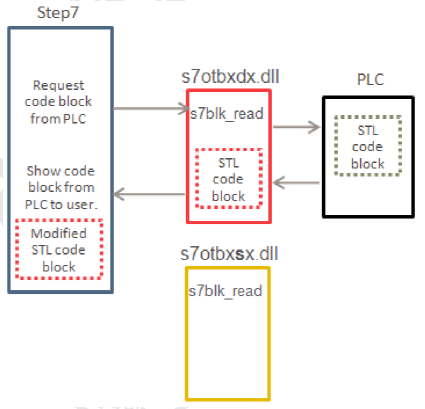 Step7
Request
code block
from PLC
Show code
block from
PLC to user.
Modified
STL code
block
s7otbxdx.dll
s7blk_read
STL
code
block
PLC
STL
code
block
s7otbxsx.dll
s7blk_read